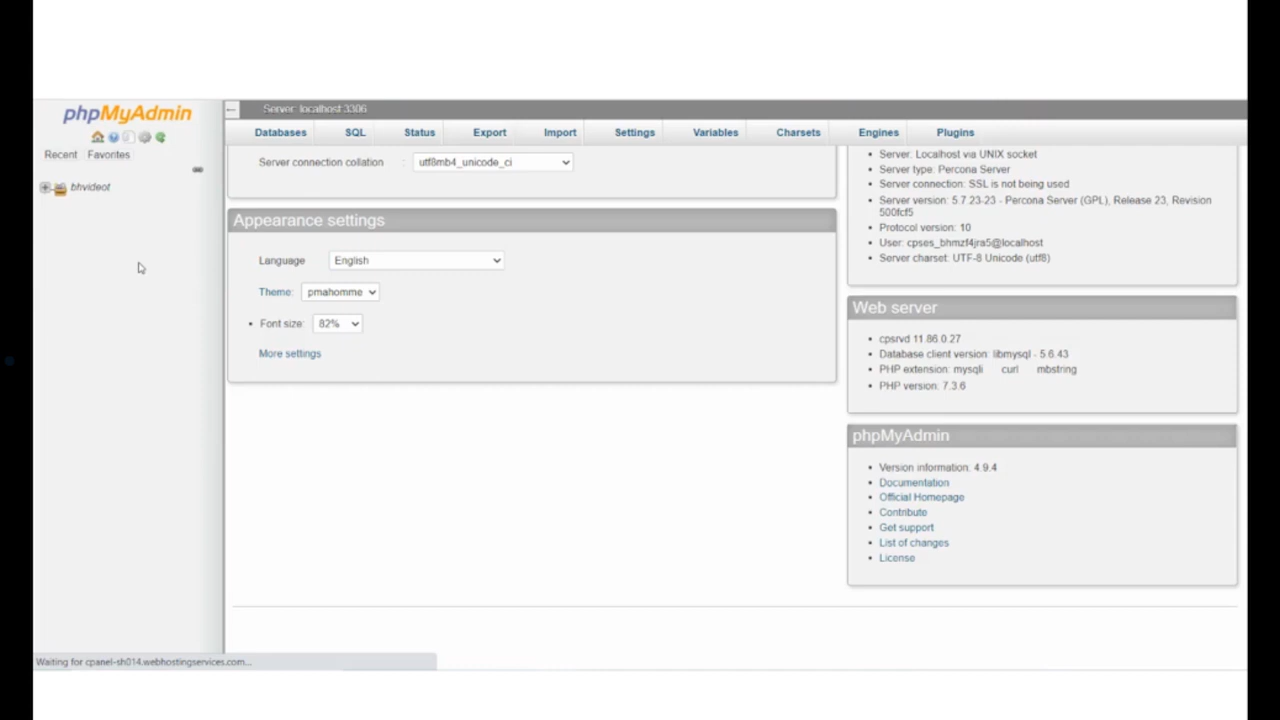 phpMyAdmin
Recent Favorites
bhvideot
Server: localhost:3306
Databases SQL Status Export Import Settings Variables Charsets Engines Plugins
Server connection collation : utf8mb4_unicode_ci
Appearance settings
Language English
Theme: pmahomme
• Font size: 82%
More settings
• Server: Localhost via UNIX socket
• Server type: Percona Server
• Server connection: SSL is not being used
• Server version: 5.7.23-23 - Percona Server (GPL), Release 23, Revision
500fcf5
• Protocol version: 10
• User: cpses_bhmzf4jra5@localhost
• Server charset: UTF-8 Unicode (utf8)
Web server
• cpsrvd 11.86.0.27
• Database client version: libmysql - 5.6.43
• PHP extension: mysqli curl mbstring
• PHP version: 7.3.6
phpMyAdmin
• Version information: 4.9.4
• Documentation
• Official Homepage
• Contribute
• Get support
• List of changes
• License
Waiting for cpanel-sh014.webhostingservices.com...